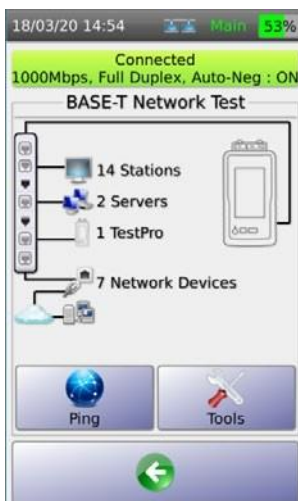 18/03/20 14:54 Main 53%
Connected
1000Mbps, Full Duplex, Auto-Neg : ON
BASE-T Network Test
14 Stations
2 Servers
1 TestPro
7 Network Devices
Ping Tools